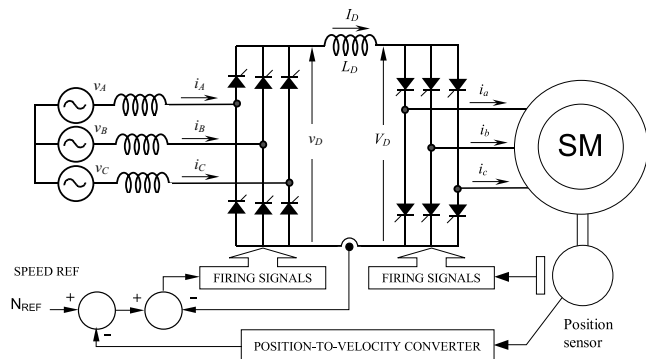 I_D
L_D
v_A
i_A
v_B
i_B
v_C
i_C
v_D
V_D
i_a
i_b
i_c
SM
FIRING SIGNALS
FIRING SIGNALS
SPEED REF
N_REF
+
−
+
−
POSITION-TO-VELOCITY CONVERTER
Position
sensor